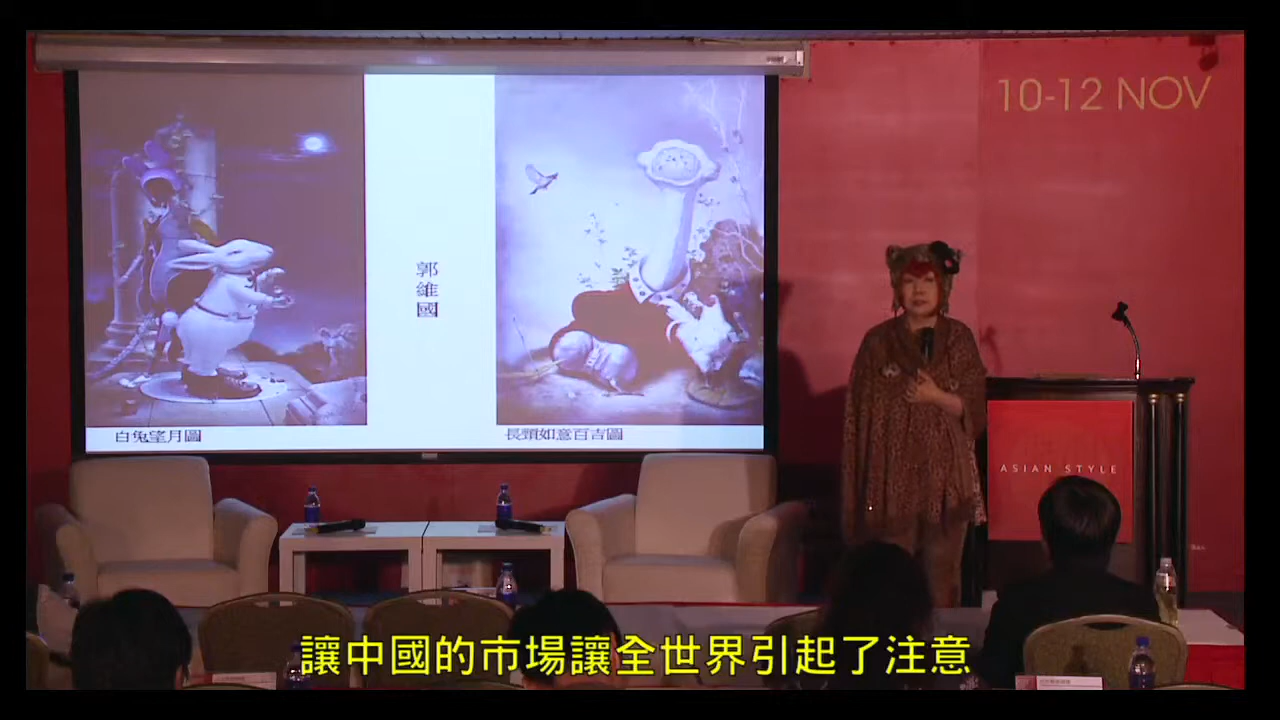 10-12 NOV
郭
維
國
白兔望月圖
長頸如意百吉圖
ASIAN STYLE
讓中國的市場讓全世界引起了注意